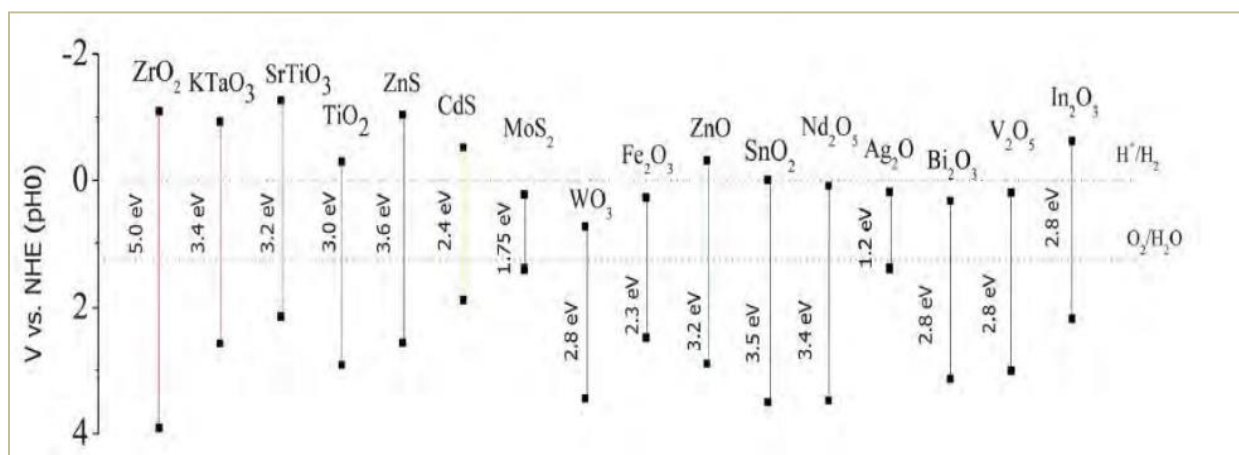 V vs. NHE (pH0)
-2
0
2
4
ZrO₂
KTaO₃
SrTiO₃
TiO₂
ZnS
CdS
MoS₂
WO₃
Fe₂O₃
ZnO
SnO₂
Nd₂O₅
Ag₂O
Bi₂O₃
V₂O₅
In₂O₃
H⁺/H₂
O₂/H₂O
5.0 eV
3.4 eV
3.2 eV
3.0 eV
3.6 eV
2.4 eV
1.75 eV
2.8 eV
2.3 eV
3.2 eV
3.5 eV
3.4 eV
1.2 eV
2.8 eV
2.8 eV
2.8 eV